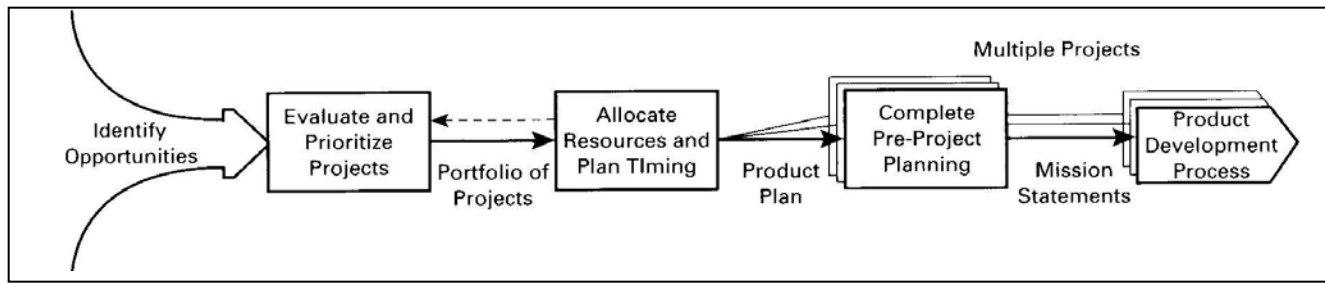 Multiple Projects
Identify
Opportunities
Evaluate and
Prioritize
Projects
Portfolio of
Projects
Allocate
Resources and
Plan TIming
Product
Plan
Complete
Pre-Project
Planning
Mission
Statements
Product
Development
Process